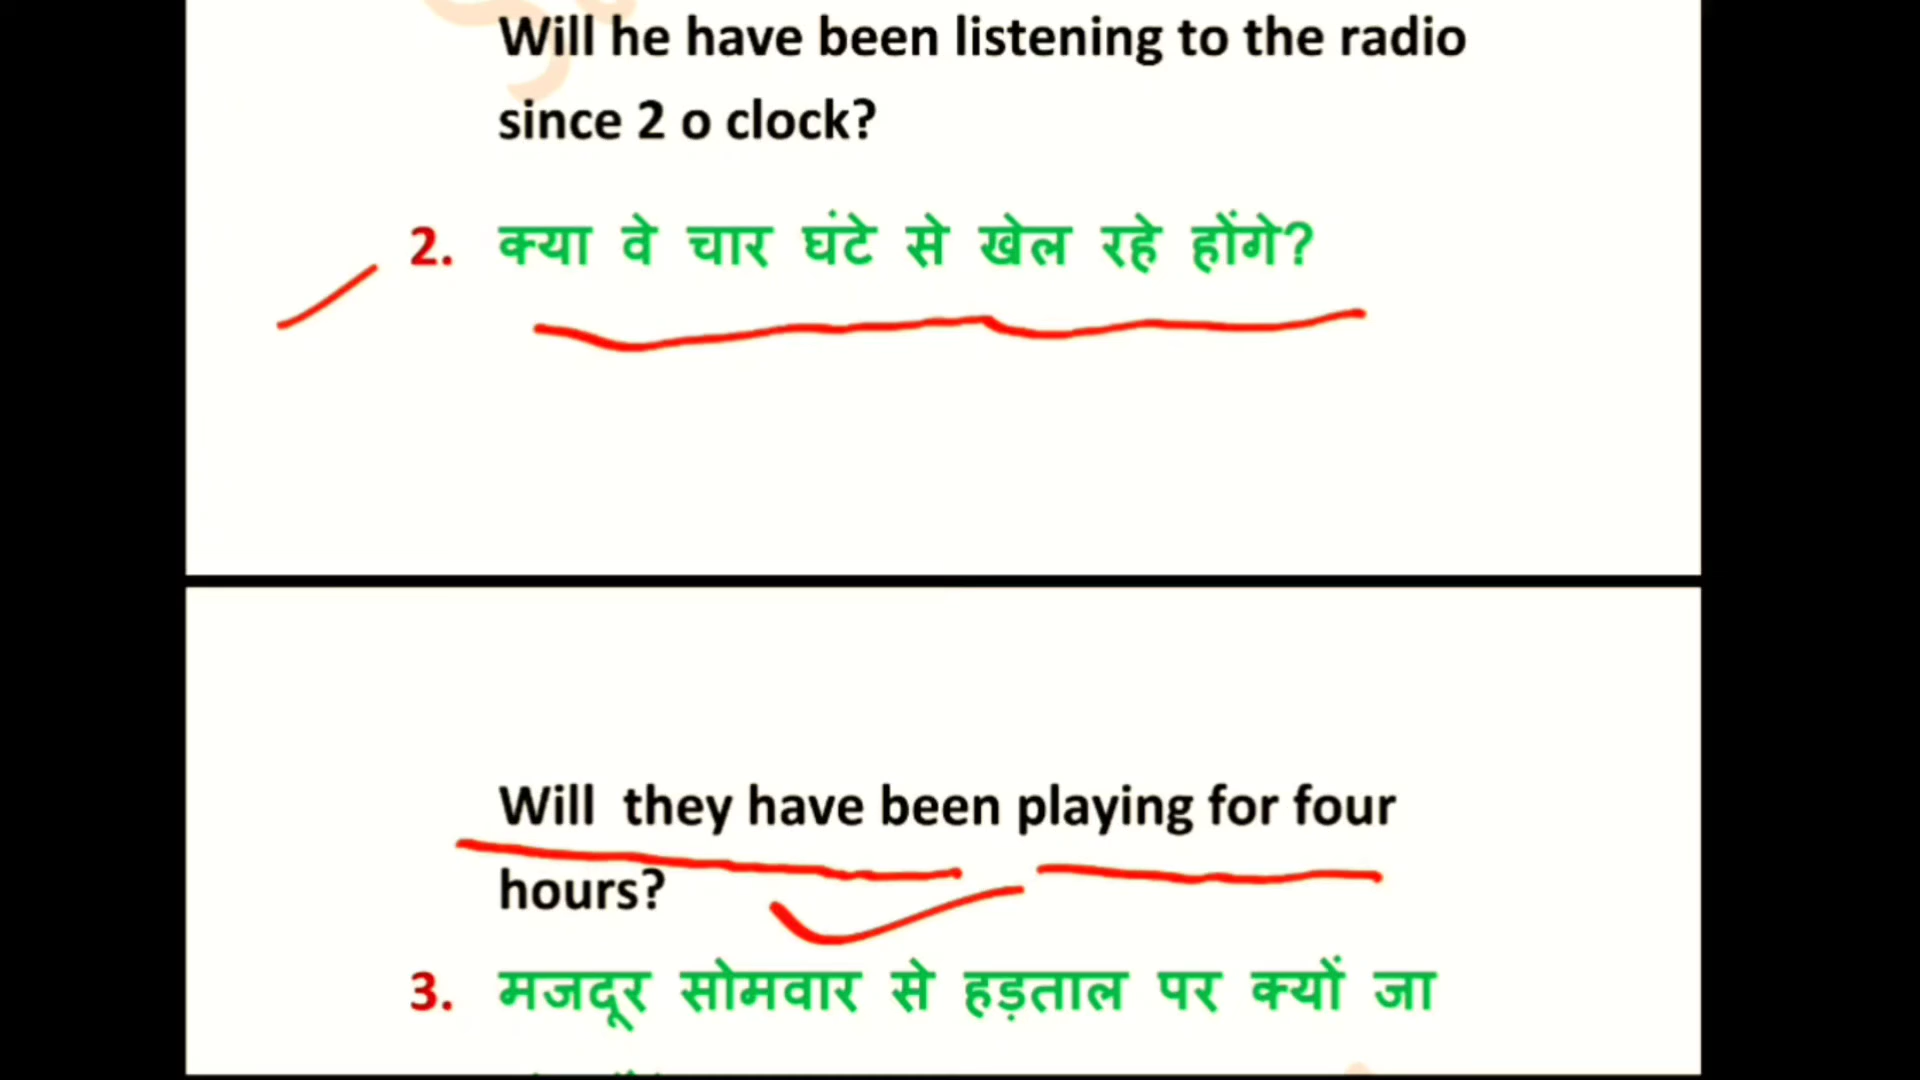 Will he have been listening to the radio
since 2 o clock?
2. क्या वे चार घंटे से खेल रहे होंगे?
Will they have been playing for four
hours?
3. मजदूर सोमवार से हड़ताल पर क्यों जा